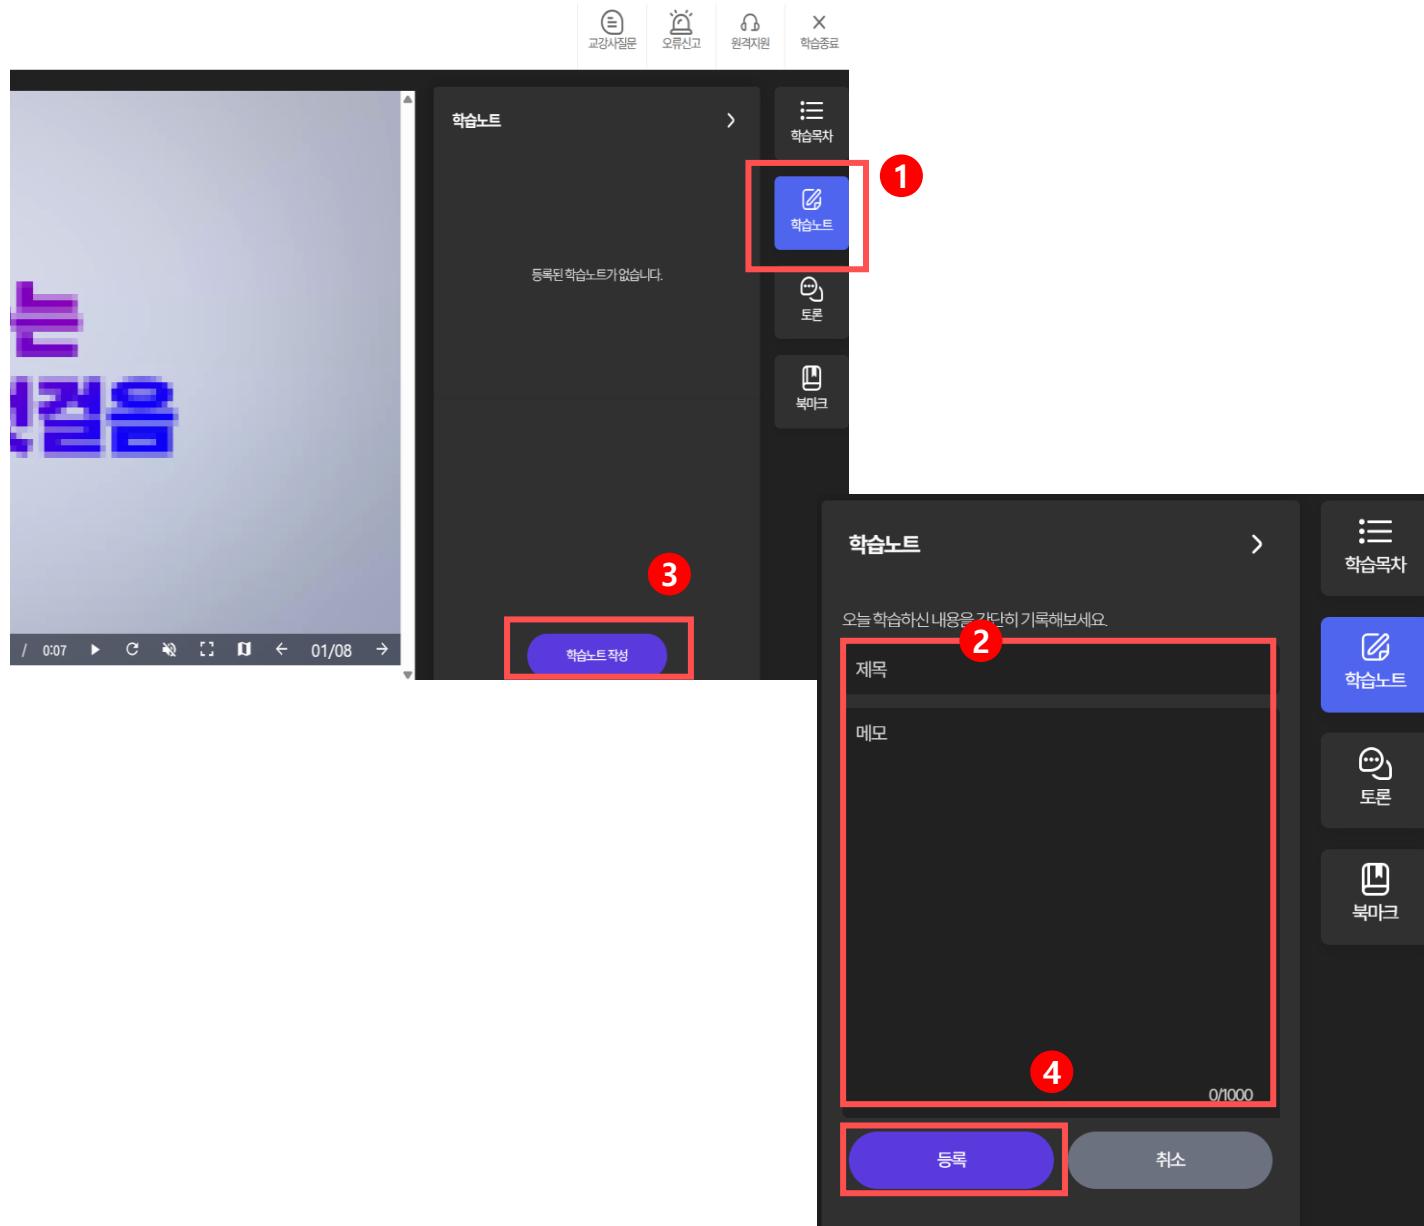 교강사질문
오류신고
원격지원
학습종료
학습노트
학습목차
1
학습노트
등록된 학습노트가 없습니다.
토론
는
걸음
북마크
3
/ 0:07
01/08
학습노트 작성
학습노트
학습목차
오늘 학습하신 내용을 간단히 기록해보세요.
2
제목
학습노트
메모
토론
북마크
4
0/1000
등록
취소